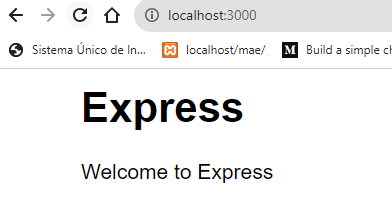 localhost:3000
Sistema Único de In... localhost/mae/ M Build a simple ch
Express
Welcome to Express